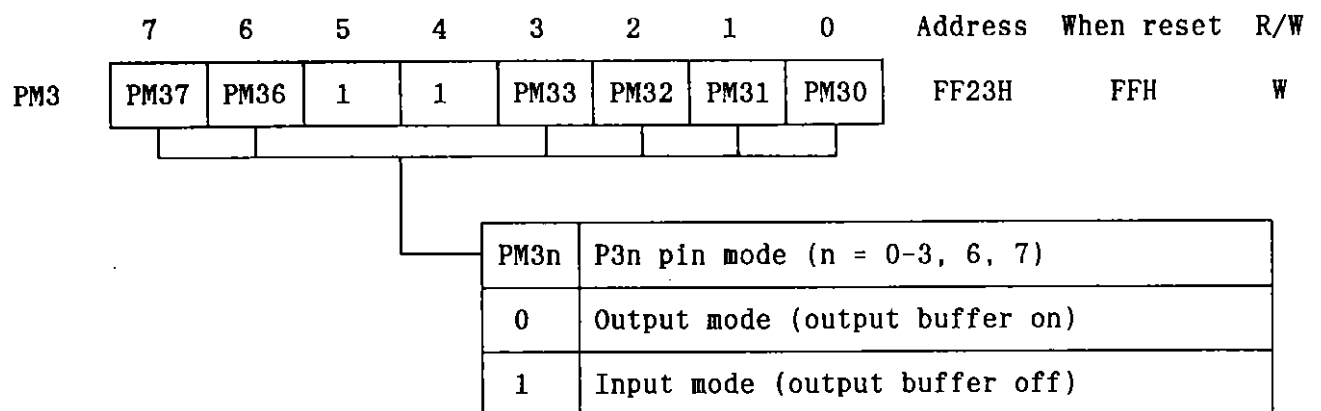 7 6 5 4 3 2 1 0 Address When reset R/W
PM3 PM37 PM36 1 1 PM33 PM32 PM31 PM30 FF23H FFH W
PM3n P3n pin mode (n = 0-3, 6, 7)
0 Output mode (output buffer on)
1 Input mode (output buffer off)